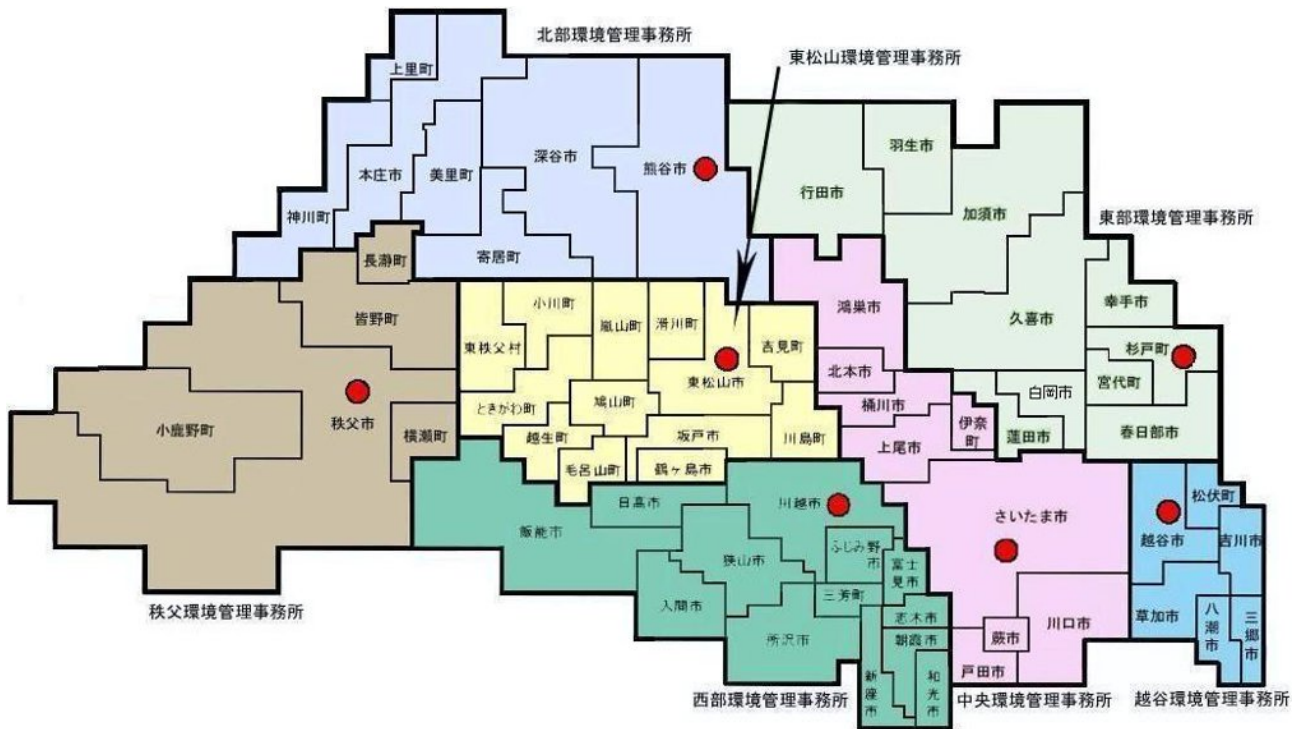 北部環境管理事務所
東松山環境管理事務所
上里町
本庄市
美里町
深谷市
熊谷市
神川町
寄居町
行田市
羽生市
加須市
東部環境管理事務所
久喜市
幸手市
杉戸町
宮代町
白岡市
蓮田市
春日部市
長瀞町
皆野町
小鹿野町
秩父市
横瀬町
秩父環境管理事務所
東秩父村
小川町
嵐山町
滑川町
吉見町
東松山市
ときがわ町
鳩山町
越生町
坂戸市
川島町
毛呂山町
鶴ヶ島市
鴻巣市
北本市
桶川市
伊奈町
上尾市
さいたま市
川口市
蕨市
戸田市
中央環境管理事務所
飯能市
日高市
川越市
狭山市
ふじみ野市
富士見市
入間市
三芳町
所沢市
志木市
朝霞市
新座市
和光市
西部環境管理事務所
松伏町
越谷市
吉川市
草加市
八潮市
三郷市
越谷環境管理事務所